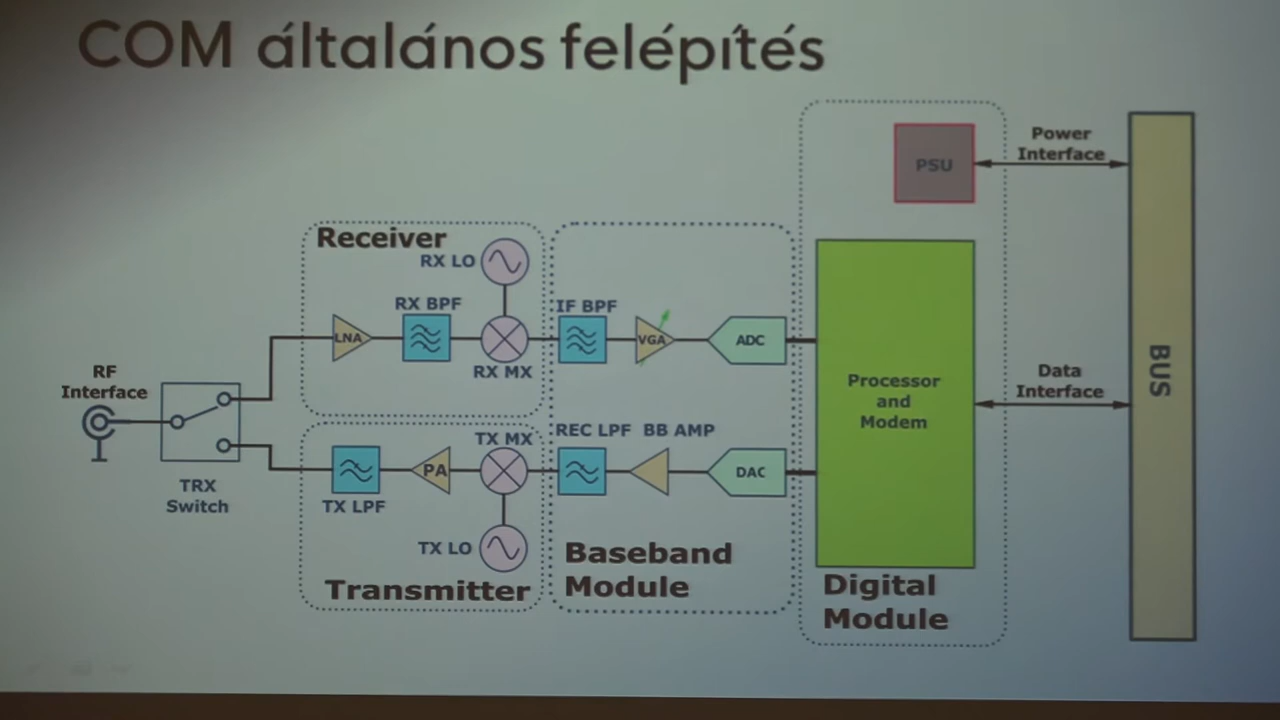 COM általános felépítés
PSU
Power
Interface
Receiver
RX LO
RX BPF
IF BPF
LNA
VGA
ADC
RX MX
RF
Interface
Processor
and
Modem
Data
Interface
BUS
TX MX
REC LPF
BB AMP
PA
DAC
TRX
Switch
TX LPF
TX LO
Transmitter
Baseband
Module
Digital
Module